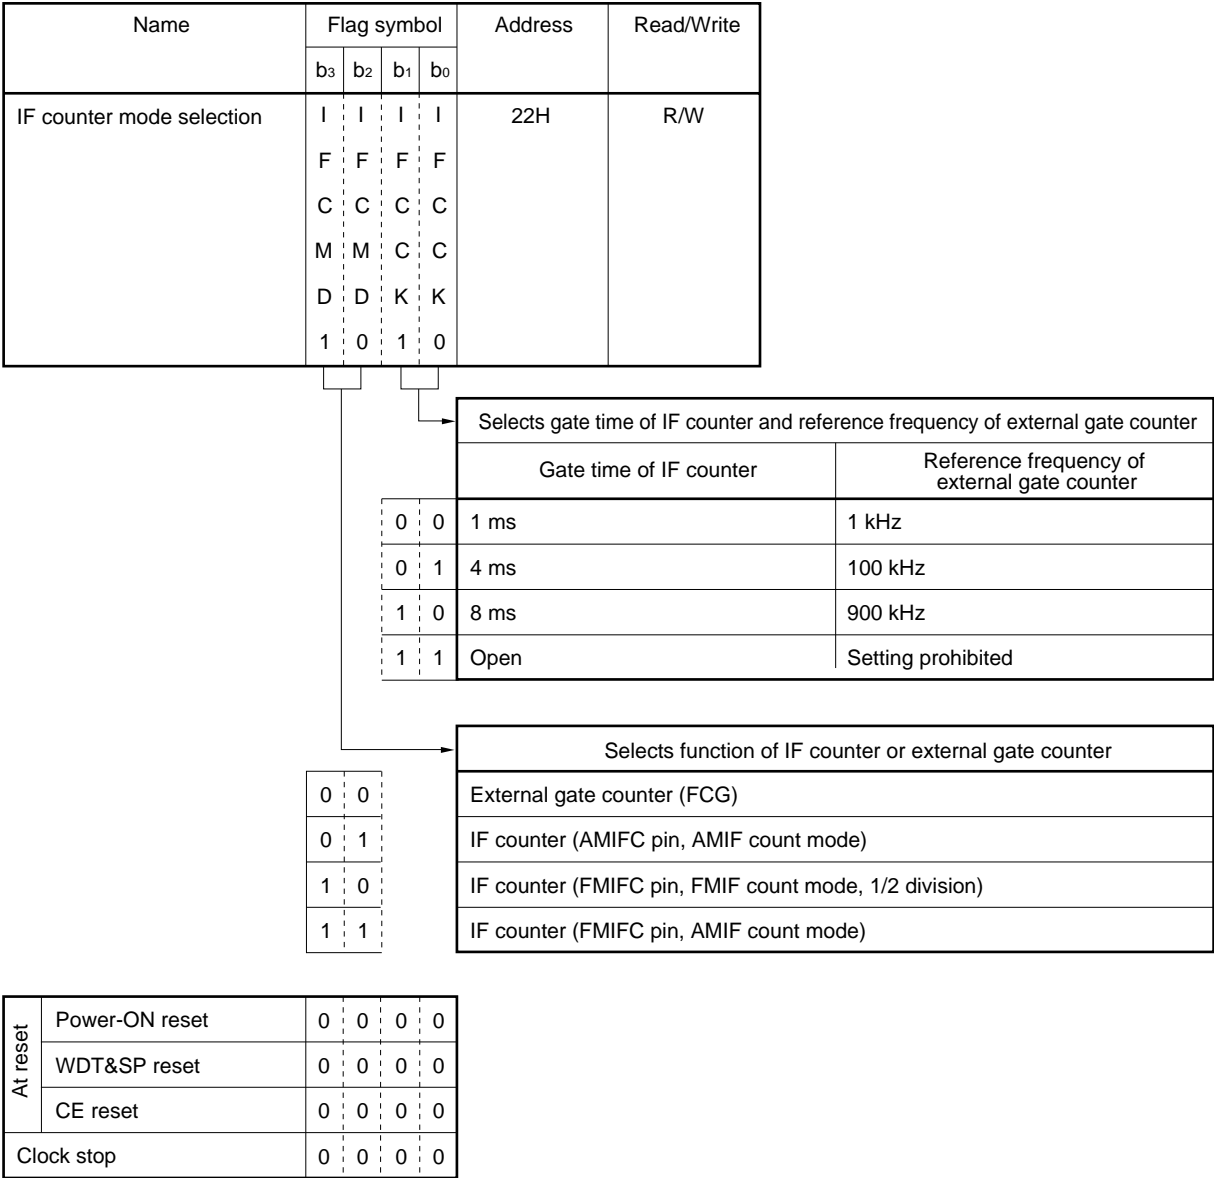 Name Flag symbol Address Read/Write
b3 b2 b1 b0
IF counter mode selection I I I I 22H R/W
F F F F
C C C C
M M C C
D D K K
1 0 1 0
Selects gate time of IF counter and reference frequency of external gate counter
Gate time of IF counter Reference frequency of
external gate counter
0 0 1 ms 1 kHz
0 1 4 ms 100 kHz
1 0 8 ms 900 kHz
1 1 Open Setting prohibited
Selects function of IF counter or external gate counter
0 0 External gate counter (FCG)
0 1 IF counter (AMIFC pin, AMIF count mode)
1 0 IF counter (FMIFC pin, FMIF count mode, 1/2 division)
1 1 IF counter (FMIFC pin, AMIF count mode)
At reset
Power-ON reset 0 0 0 0
WDT&SP reset 0 0 0 0
CE reset 0 0 0 0
Clock stop 0 0 0 0